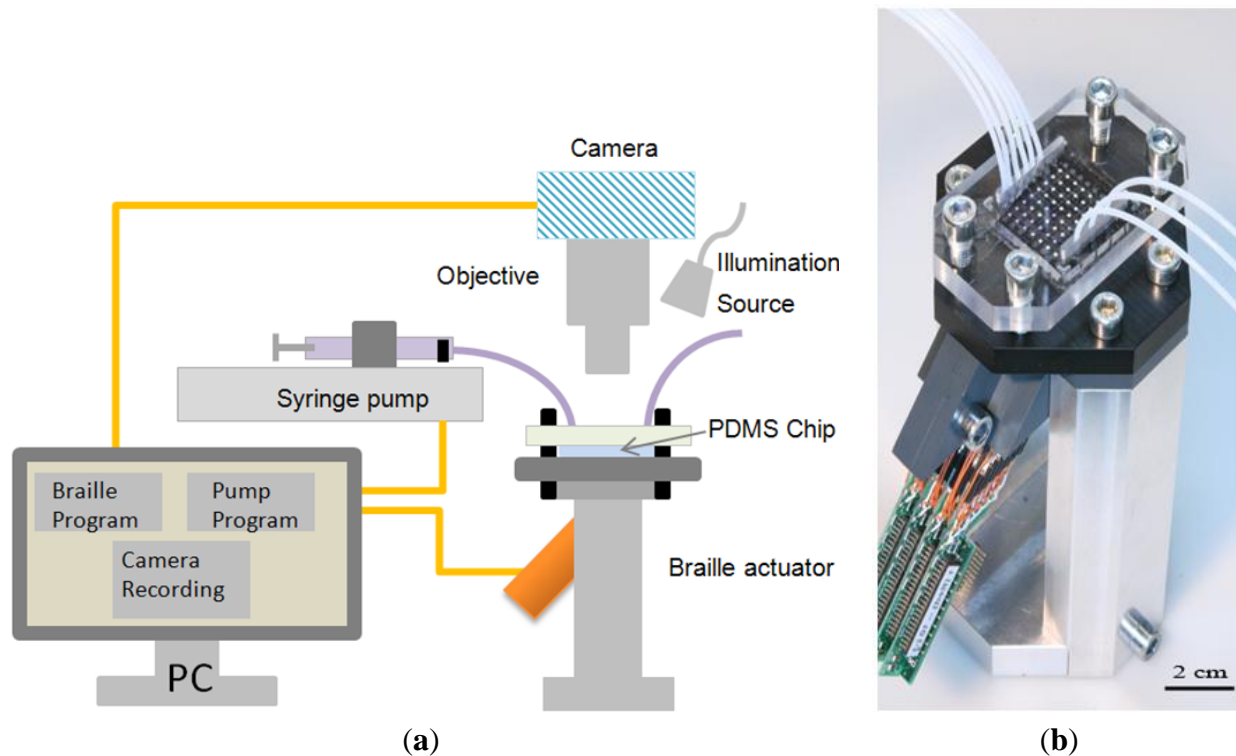 Camera
Objective
Illumination
Source
Syringe pump
PDMS Chip
Braille
Program
Pump
Program
Camera
Recording
Braille actuator
PC
2 cm
(a)
(b)